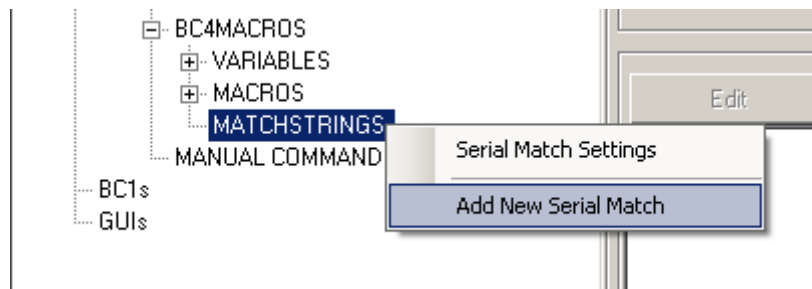 BC4MACROS
VARIABLES
MACROS
MATCHSTRINGS
MANUAL COMMAND
BC1s
GUIs
Serial Match Settings
Add New Serial Match
Edit